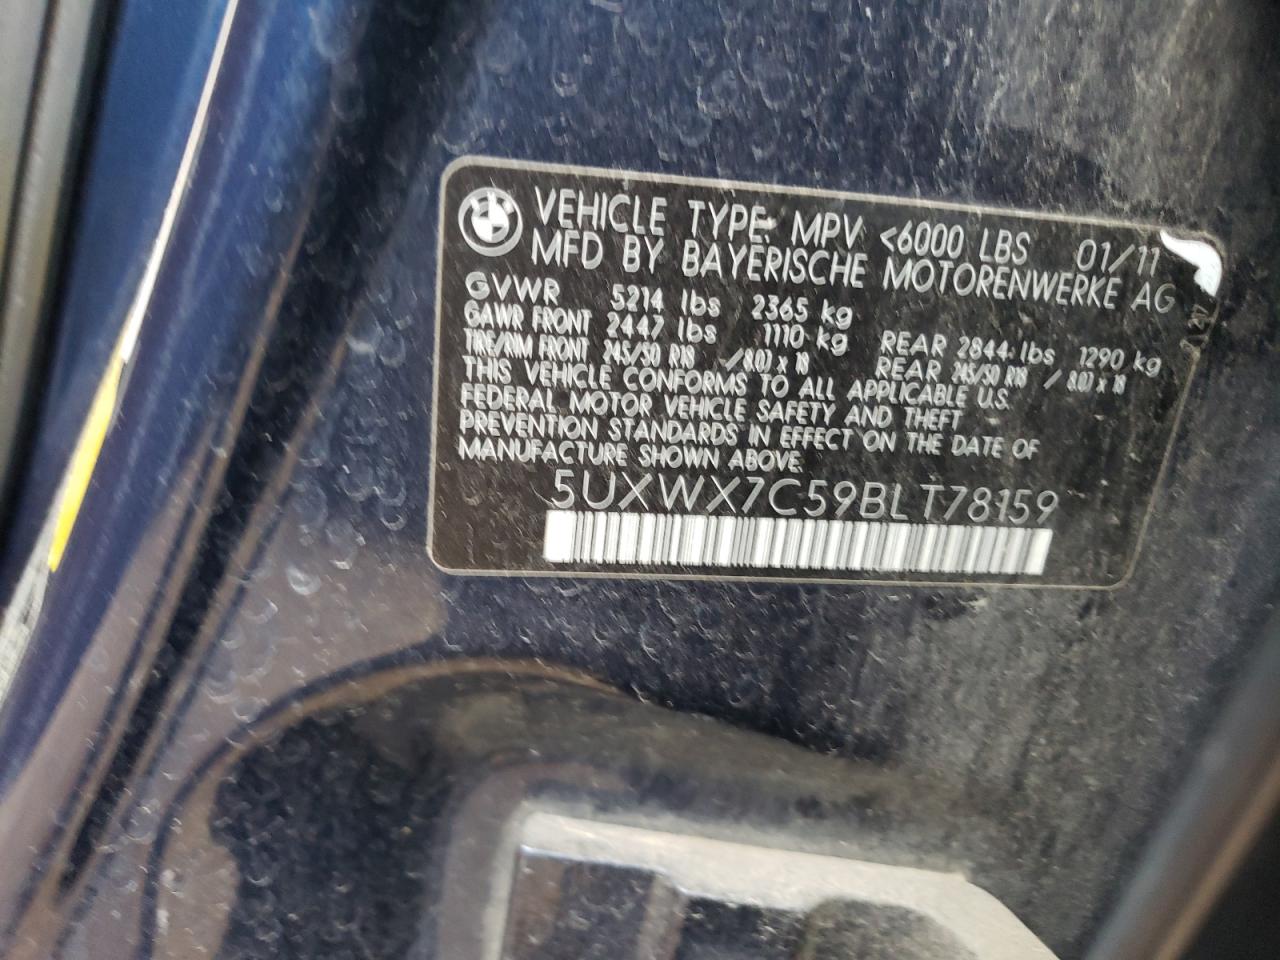 VEHICLE TYPE: MPV <6000 LBS 01/11
MFD BY BAYERISCHE MOTORENWERKE AG
GVWR 5214 lbs 2365 kg
GAWR FRONT 2447 lbs 1110 kg REAR 2844 lbs 1290 kg
TIRE/RIM FRONT 245/50 R18 / 8.0J x 18 REAR 245/50 R18 / 8.0J x 18
THIS VEHICLE CONFORMS TO ALL APPLICABLE U.S.
FEDERAL MOTOR VEHICLE SAFETY AND THEFT
PREVENTION STANDARDS IN EFFECT ON THE DATE OF
MANUFACTURE SHOWN ABOVE.
5UXWX7C59BLT78159